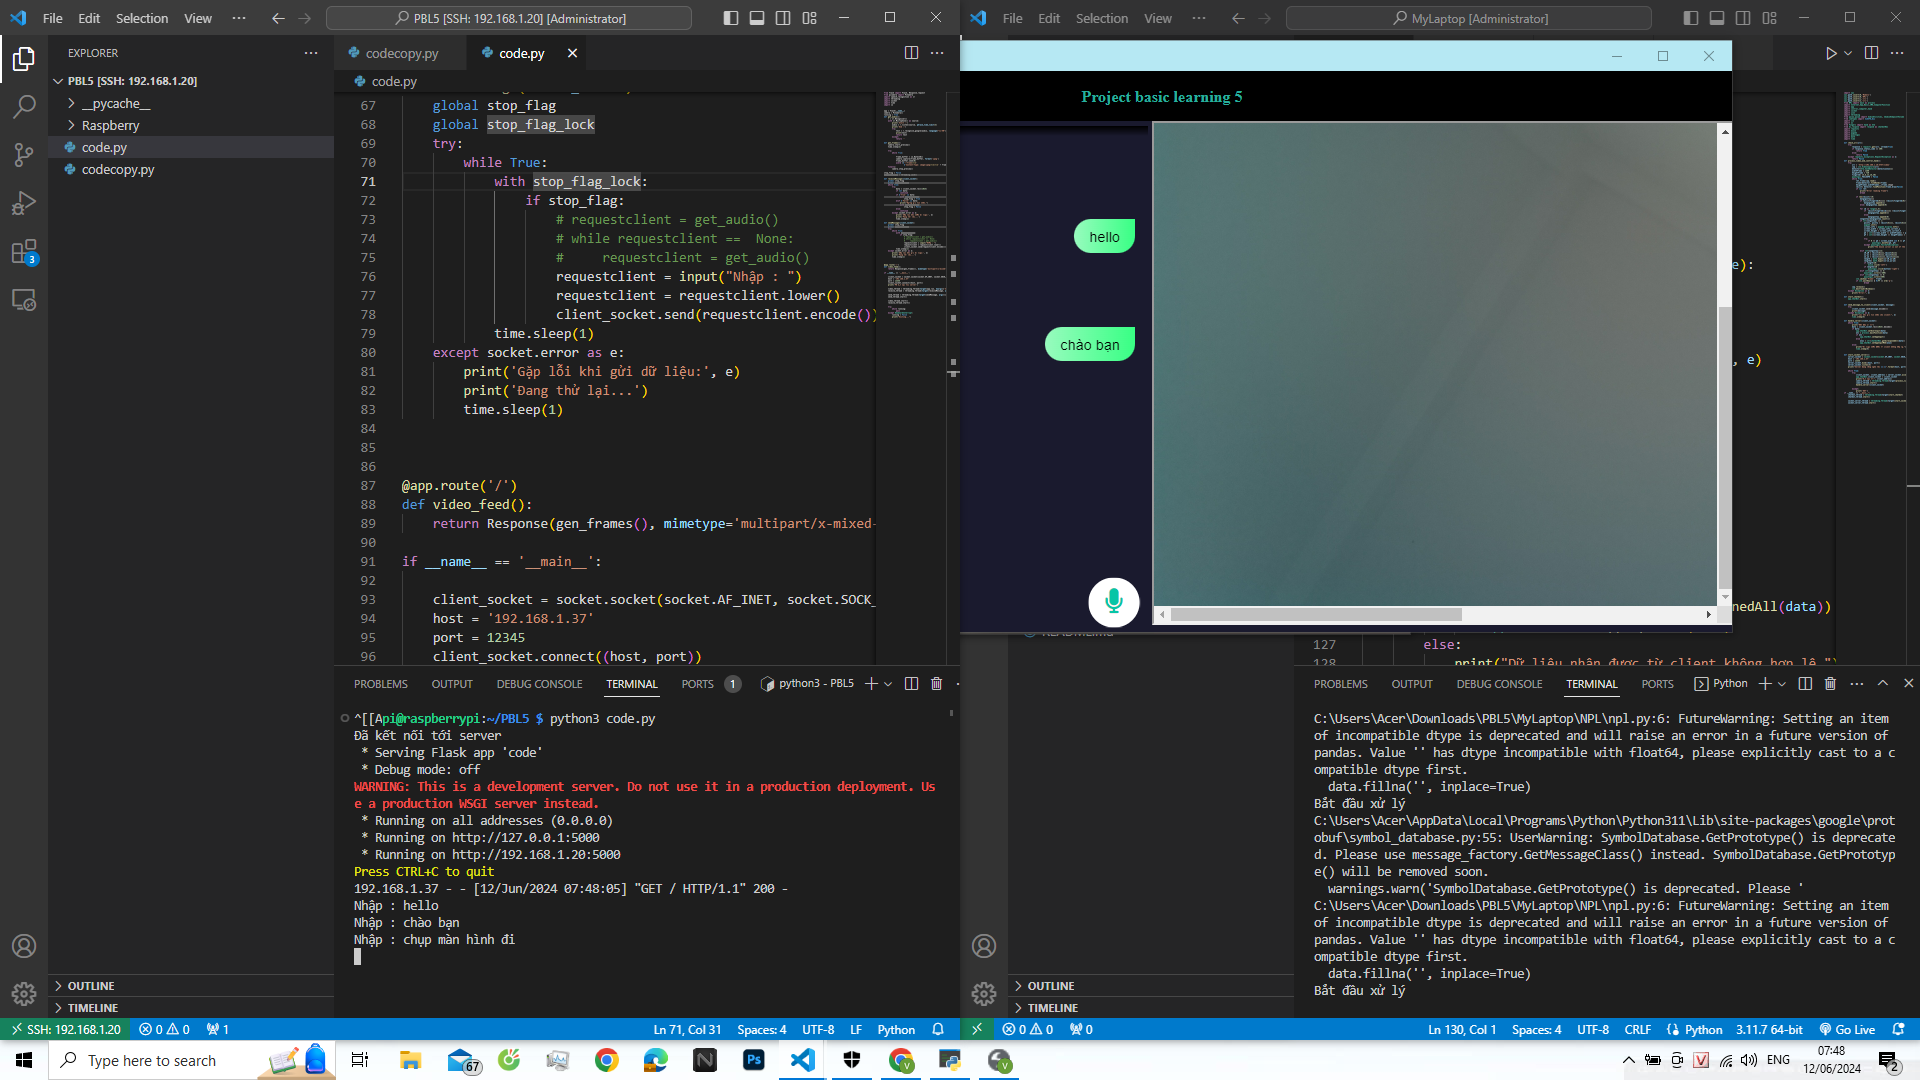 File Edit Selection View ··· PBL5 [SSH: 192.168.1.20] [Administrator]
EXPLORER
PBL5 [SSH: 192.168.1.20]
__pycache__
Raspberry
code.py
codecopy.py
OUTLINE
TIMELINE
3
codecopy.py code.py
code.py
67 global stop_flag
68 global stop_flag_lock
69 try:
70 while True:
71 with stop_flag_lock:
72 if stop_flag:
73 # requestclient = get_audio()
74 # while requestclient ==  None:
75 #     requestclient = get_audio()
76 requestclient = input("Nhập : ")
77 requestclient = requestclient.lower()
78 client_socket.send(requestclient.encode())
79 time.sleep(1)
80 except socket.error as e:
81 print('Gặp lỗi khi gửi dữ liệu:', e)
82 print('Đang thử lại...')
83 time.sleep(1)
84
85
86
87 @app.route('/')
88 def video_feed():
89 return Response(gen_frames(), mimetype='multipart/x-mixed-
90
91 if __name__ == '__main__':
92
93 client_socket = socket.socket(socket.AF_INET, socket.SOCK_
94 host = '192.168.1.37'
95 port = 12345
96 client_socket.connect((host, port))
PROBLEMS OUTPUT DEBUG CONSOLE TERMINAL PORTS 1 python3 - PBL5
^[[Api@raspberrypi:~/PBL5 $ python3 code.py
Đã kết nối tới server
* Serving Flask app 'code'
* Debug mode: off
WARNING: This is a development server. Do not use it in a production deployment. Us
e a production WSGI server instead.
* Running on all addresses (0.0.0.0)
* Running on http://127.0.0.1:5000
* Running on http://192.168.1.20:5000
Press CTRL+C to quit
192.168.1.37 - - [12/Jun/2024 07:48:05] "GET / HTTP/1.1" 200 -
Nhập : hello
Nhập : chào bạn
Nhập : chụp màn hình đi
SSH: 192.168.1.20 0 0 1 Ln 71, Col 31 Spaces: 4 UTF-8 LF Python
File Edit Selection View ··· MyLaptop [Administrator]
Project basic learning 5
hello
chào bạn
e):
, e)
nedAll(data))
127 else:
128 print("Dữ liệu nhận được từ client không hợp lệ.")
OUTLINE
TIMELINE
PROBLEMS OUTPUT DEBUG CONSOLE TERMINAL PORTS Python
C:\Users\Acer\Downloads\PBL5\MyLaptop\NPL\npl.py:6: FutureWarning: Setting an item
of incompatible dtype is deprecated and will raise an error in a future version of
pandas. Value '' has dtype incompatible with float64, please explicitly cast to a c
ompatible dtype first.
data.fillna('', inplace=True)
Bắt đầu xử lý
C:\Users\Acer\AppData\Local\Programs\Python\Python311\Lib\site-packages\google\prot
obuf\symbol_database.py:55: UserWarning: SymbolDatabase.GetPrototype() is deprecate
d. Please use message_factory.GetMessageClass() instead. SymbolDatabase.GetPrototyp
e() will be removed soon.
warnings.warn('SymbolDatabase.GetPrototype() is deprecated. Please '
C:\Users\Acer\Downloads\PBL5\MyLaptop\NPL\npl.py:6: FutureWarning: Setting an item
of incompatible dtype is deprecated and will raise an error in a future version of
pandas. Value '' has dtype incompatible with float64, please explicitly cast to a c
ompatible dtype first.
data.fillna('', inplace=True)
Bắt đầu xử lý
0 0 0 Ln 130, Col 1 Spaces: 4 UTF-8 CRLF Python 3.11.7 64-bit Go Live
Type here to search 67 Ps ENG 07:48
12/06/2024 2